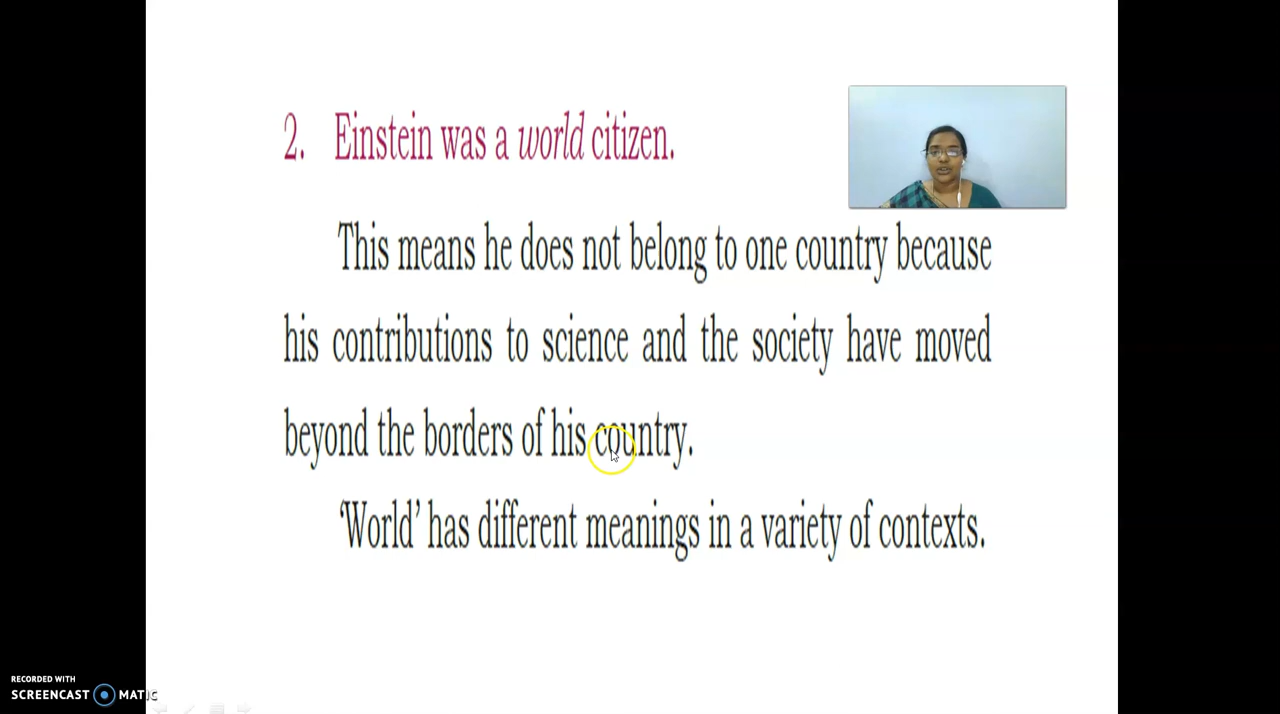 2. Einstein was a world citizen.
This means he does not belong to one country because
his contributions to science and the society have moved
beyond the borders of his country.
‘World’ has different meanings in a variety of contexts.
RECORDED WITH
SCREENCAST MATIC